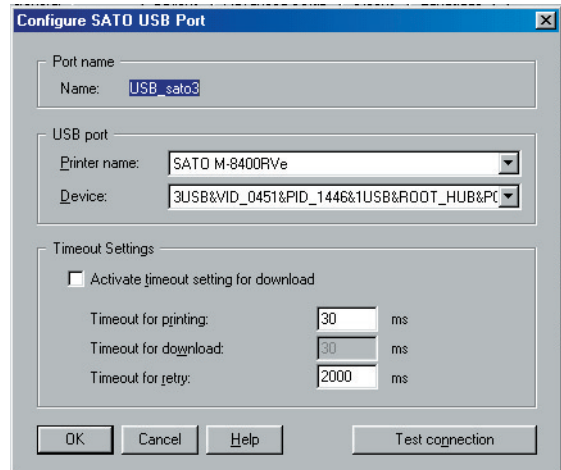 Configure SATO USB Port
Port name
Name: USB_sato3
USB port
Printer name: SATO M-8400RVe
Device: 3USB&VID_0451&PID_1446&1USB&ROOT_HUB&
Timeout Settings
Activate timeout setting for download
Timeout for printing: 30 ms
Timeout for download: 30 ms
Timeout for retry: 2000 ms
OK Cancel Help Test connection